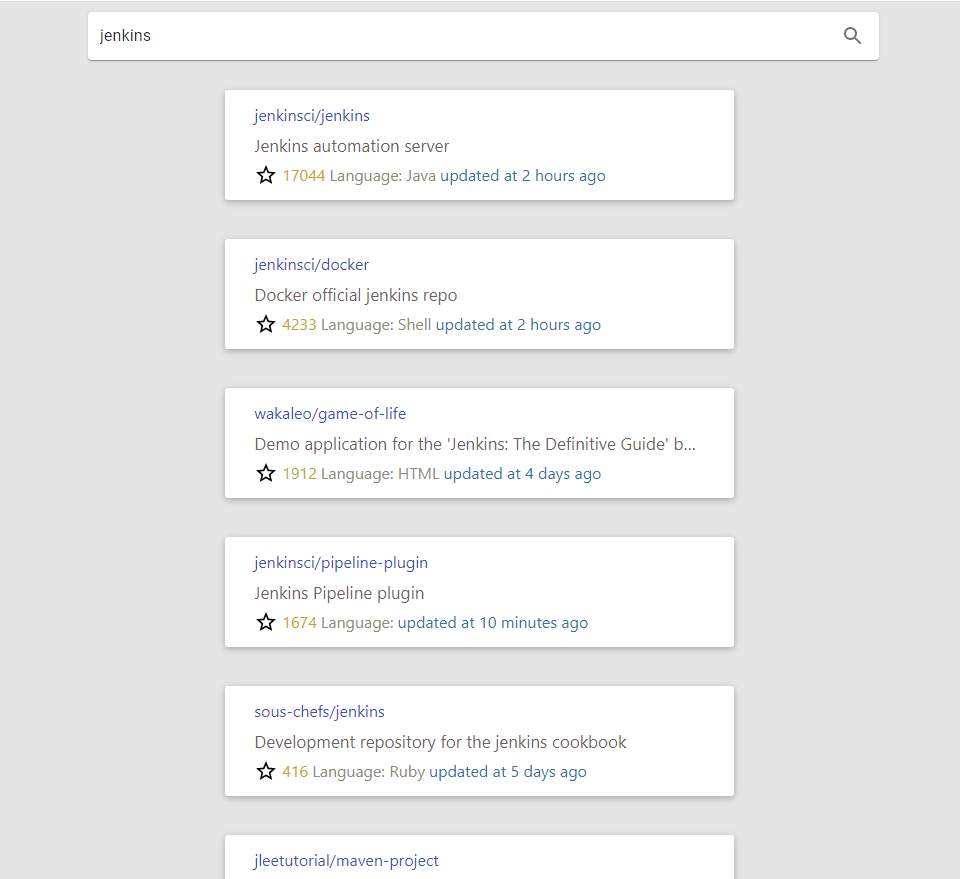 jenkins
jenkinsci/jenkins
Jenkins automation server
17044 Language: Java updated at 2 hours ago
jenkinsci/docker
Docker official jenkins repo
4233 Language: Shell updated at 2 hours ago
wakaleo/game-of-life
Demo application for the 'Jenkins: The Definitive Guide' b...
1912 Language: HTML updated at 4 days ago
jenkinsci/pipeline-plugin
Jenkins Pipeline plugin
1674 Language: updated at 10 minutes ago
sous-chefs/jenkins
Development repository for the jenkins cookbook
416 Language: Ruby updated at 5 days ago
jleetutorial/maven-project